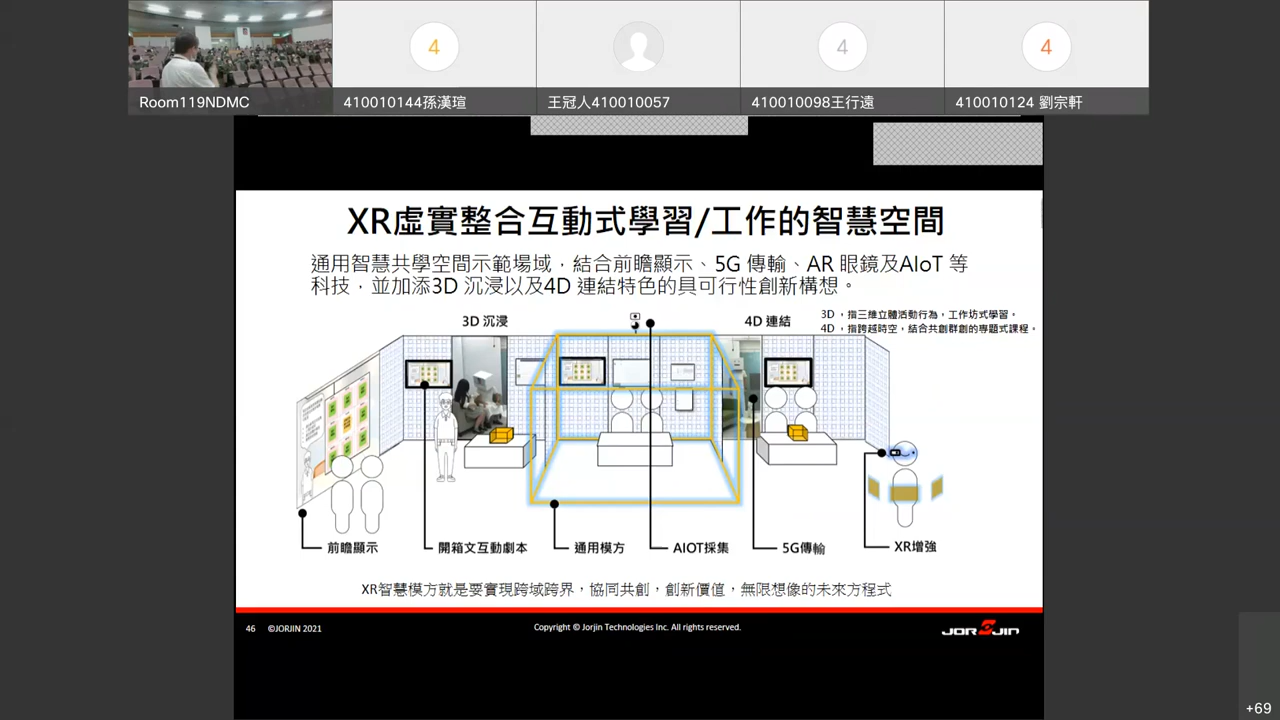 4
4
4
Room119NDMC
410010144孫漢瑄
王冠人410010057
410010098王行遠
410010124 劉宗軒
XR虛實整合互動式學習/工作的智慧空間
通用智慧共學空間示範場域，結合前瞻顯示、5G 傳輸、AR 眼鏡及AIoT 等
科技，並加添3D 沉浸以及4D 連結特色的具可行性創新構想。
3D，指三維立體活動行為，工作坊式學習。
4D，指跨越時空，結合共創群創的專題式課程。
3D 沉浸
4D 連結
前瞻顯示
開箱文互動劇本
通用模方
AIOT採集
5G傳輸
XR增強
XR智慧模方就是要實現跨域跨界，協同共創，創新價值，無限想像的未來方程式
46 ©JORJIN 2021
Copyright © Jorjin Technologies Inc. All rights reserved.
JORJIN
+69